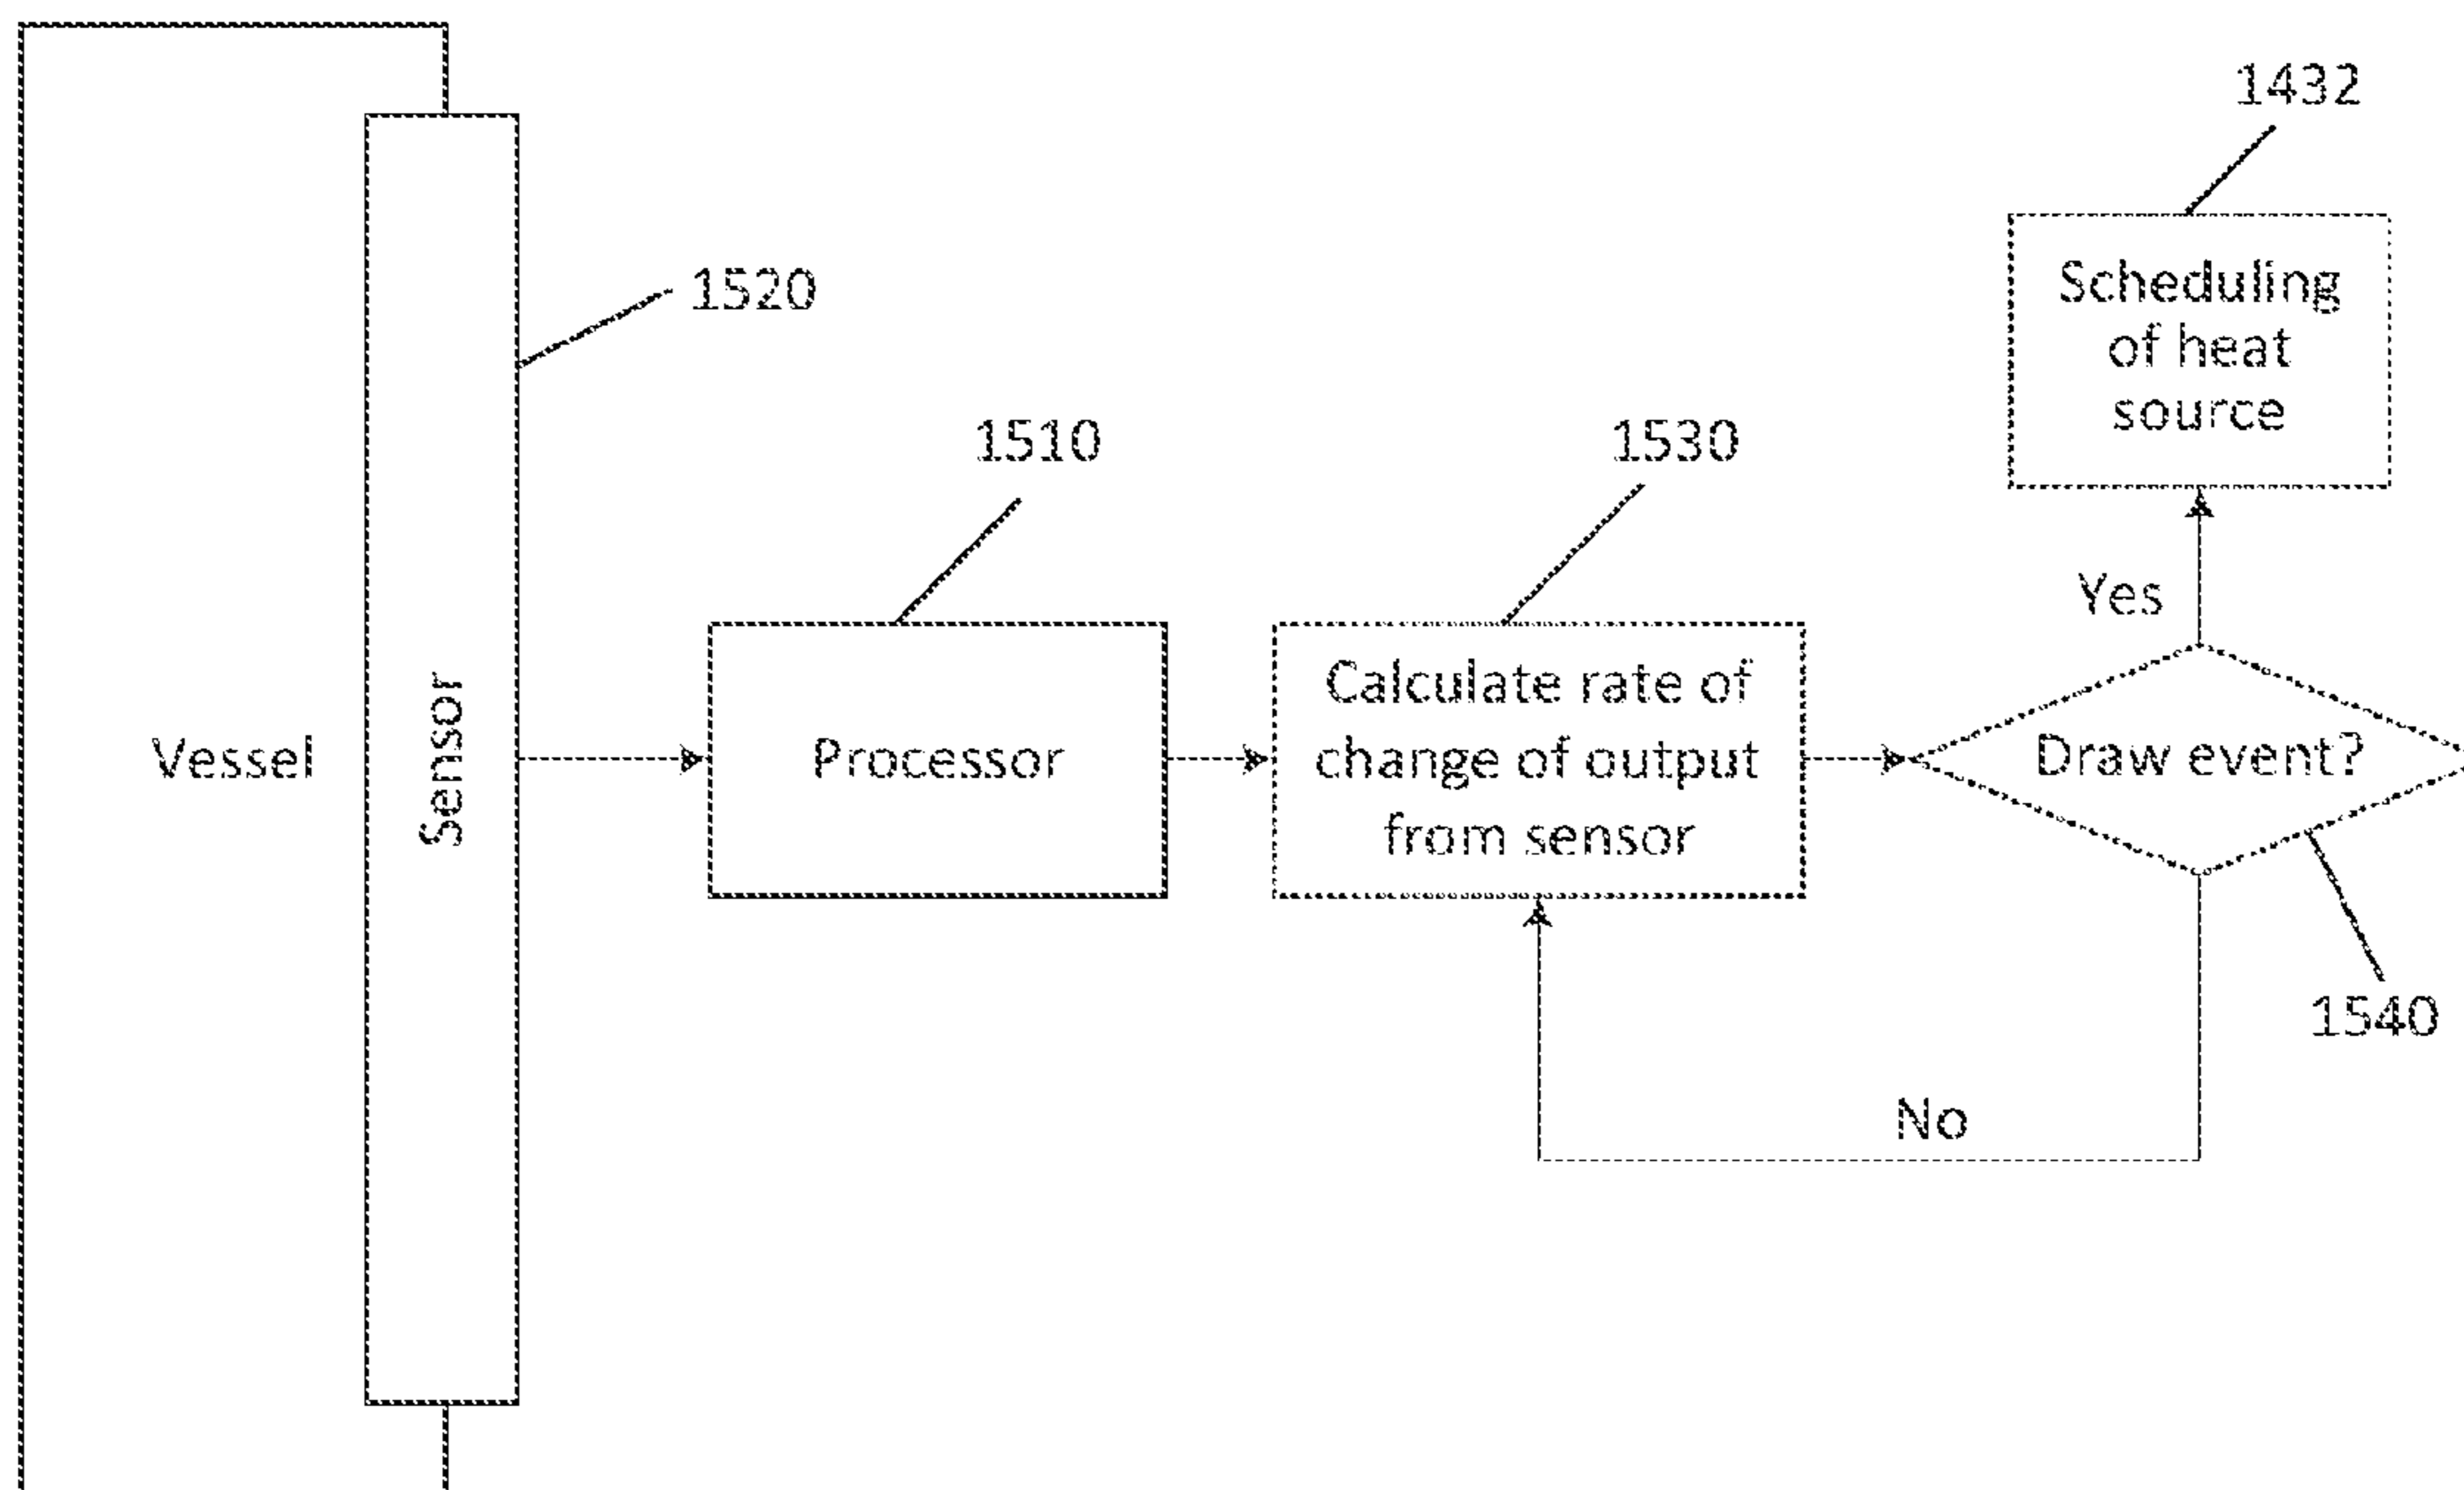 1432
Scheduling
of heat
source
1520
1510
1530
Yes
Vessel
Sensor
Processor
Calculate rate of
change of output
from sensor
Draw event?
1540
No